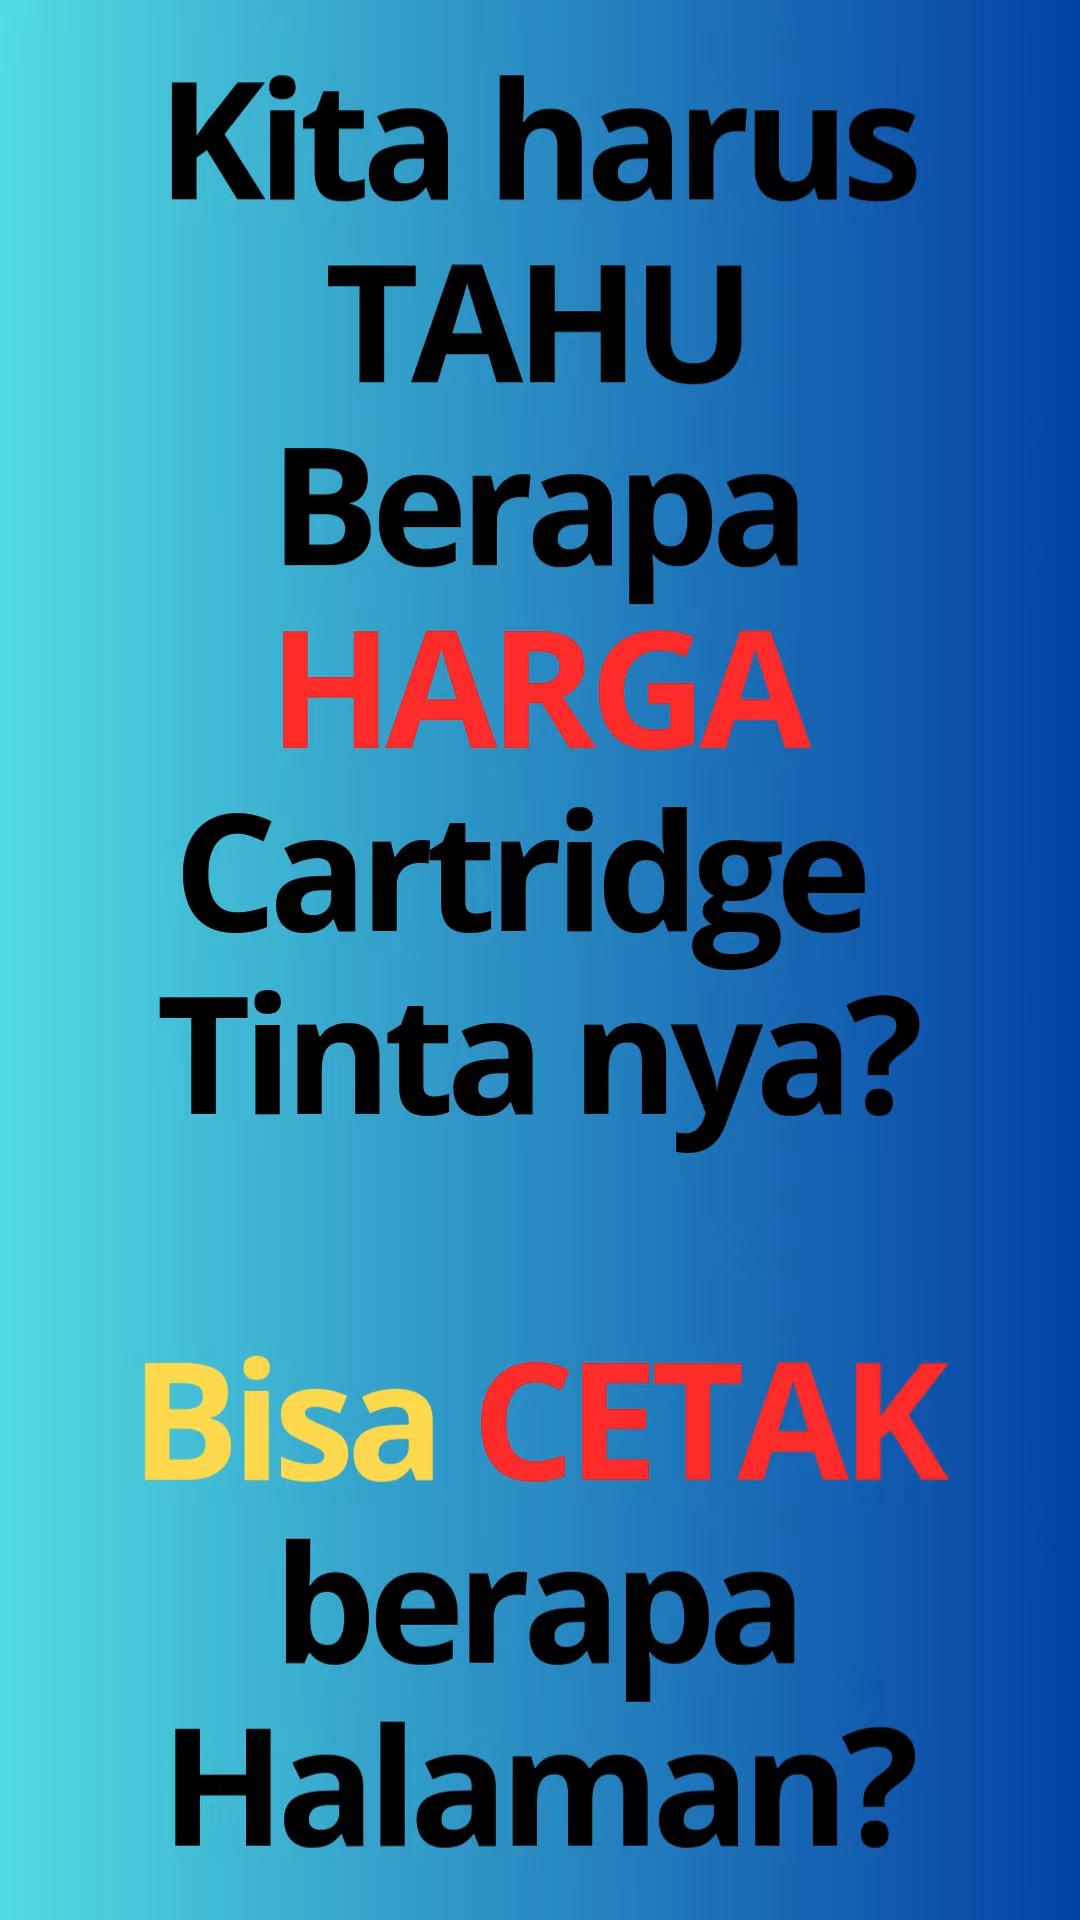 Kita harus
TAHU
Berapa
HARGA
Cartridge
Tinta nya?
Bisa CETAK
berapa
Halaman?